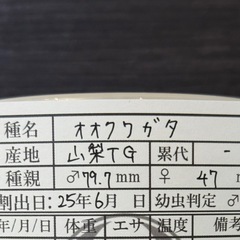 種名 オオクワガタ
産地 山梨TG 累代 -
種親 ♂79.7mm ♀ 47 m
割出日:25年6月 日 幼虫判定 ♂
年/月/日 体重 エサ 温度 備考